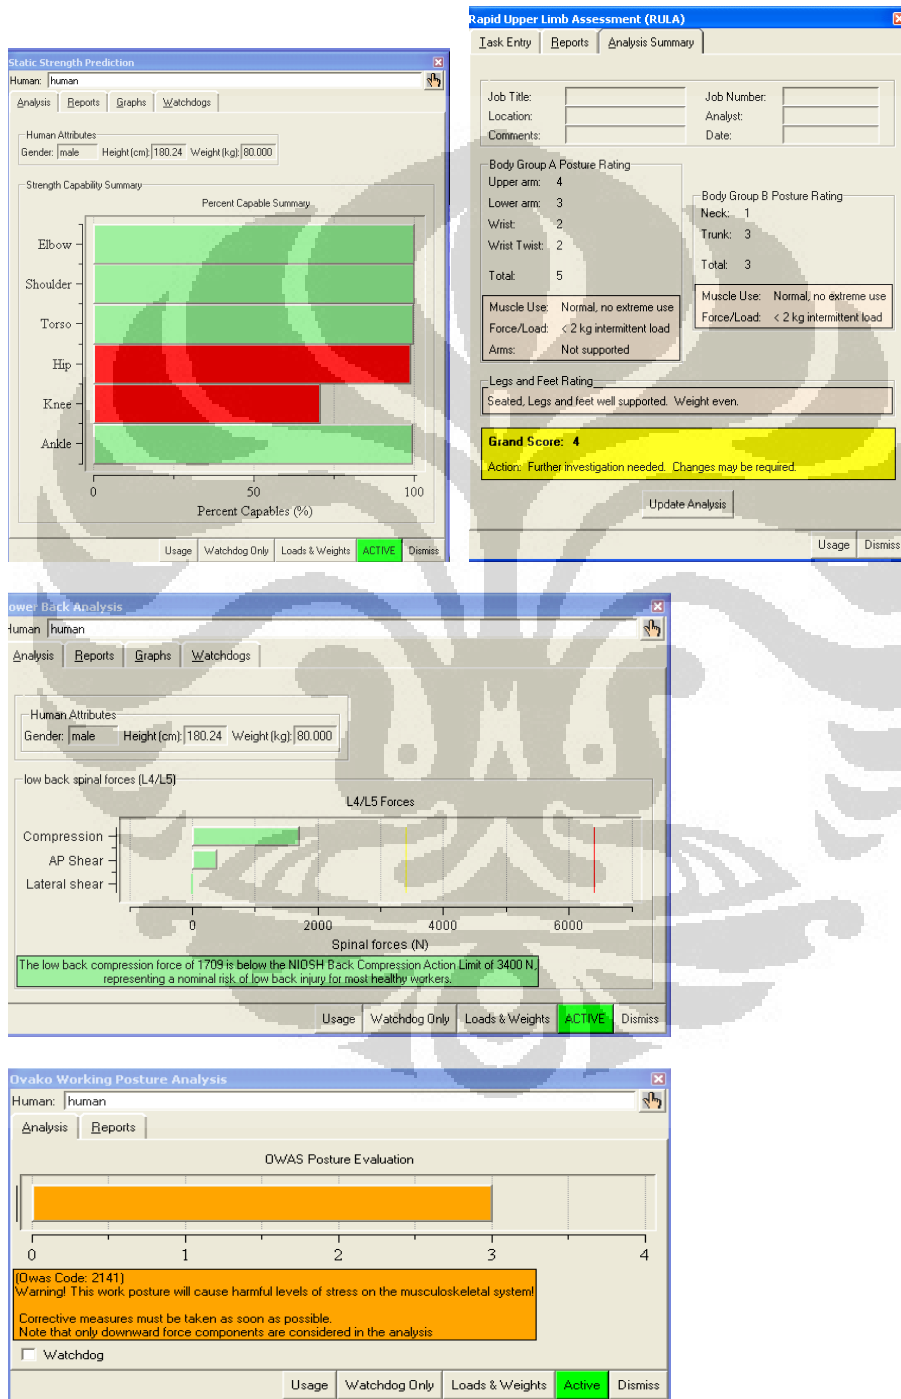 Static Strength Prediction
Human: human
Analysis Reports Graphs Watchdogs
Human Attributes
Gender: male Height(cm): 180.24 Weight(kg): 80.000
Strength Capability Summary
Percent Capable Summary
Elbow
Shoulder
Torso
Hip
Knee
Ankle
0 50 100
Percent Capables (%)
Usage Watchdog Only Loads & Weights ACTIVE Dismiss
Rapid Upper Limb Assessment (RULA)
Task Entry Reports Analysis Summary
Job Title: Job Number:
Location: Analyst:
Comments: Date:
Body Group A Posture Rating
Upper arm: 4
Lower arm: 3
Wrist: 2
Wrist Twist: 2
Total: 5
Muscle Use: Normal, no extreme use
Force/Load: < 2 kg intermittent load
Arms: Not supported
Body Group B Posture Rating
Neck: 1
Trunk: 3
Total: 3
Muscle Use: Normal, no extreme use
Force/Load: < 2 kg intermittent load
Legs and Feet Rating
Seated, Legs and feet well supported. Weight even.
Grand Score: 4
Action: Further investigation needed. Changes may be required.
Update Analysis
Usage Dismiss
ower Back Analysis
Human human
Analysis Reports Graphs Watchdogs
Human Attributes
Gender: male Height(cm): 180.24 Weight(kg): 80.000
low back spinal forces (L4/L5)
L4/L5 Forces
Compression
AP Shear
Lateral shear
0 2000 4000 6000
Spinal forces (N)
The low back compression force of 1709 is below the NIOSH Back Compression Action Limit of 3400 N,
representing a nominal risk of low back injury for most healthy workers.
Usage Watchdog Only Loads & Weights ACTIVE Dismiss
Ovako Working Posture Analysis
Human: human
Analysis Reports
OWAS Posture Evaluation
0 1 2 3 4
(Owas Code: 2141)
Warning! This work posture will cause harmful levels of stress on the musculoskeletal system!
Corrective measures must be taken as soon as possible.
Note that only downward force components are considered in the analysis
Watchdog
Usage Watchdog Only Loads & Weights Active Dismiss